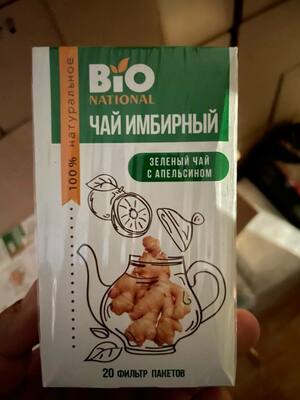 BIO
NATIONAL
100% натуральное
ЧАЙ ИМБИРНЫЙ
ЗЕЛЕНЫЙ ЧАЙ
С АПЕЛЬСИНОМ
20 ФИЛЬТР ПАКЕТОВ